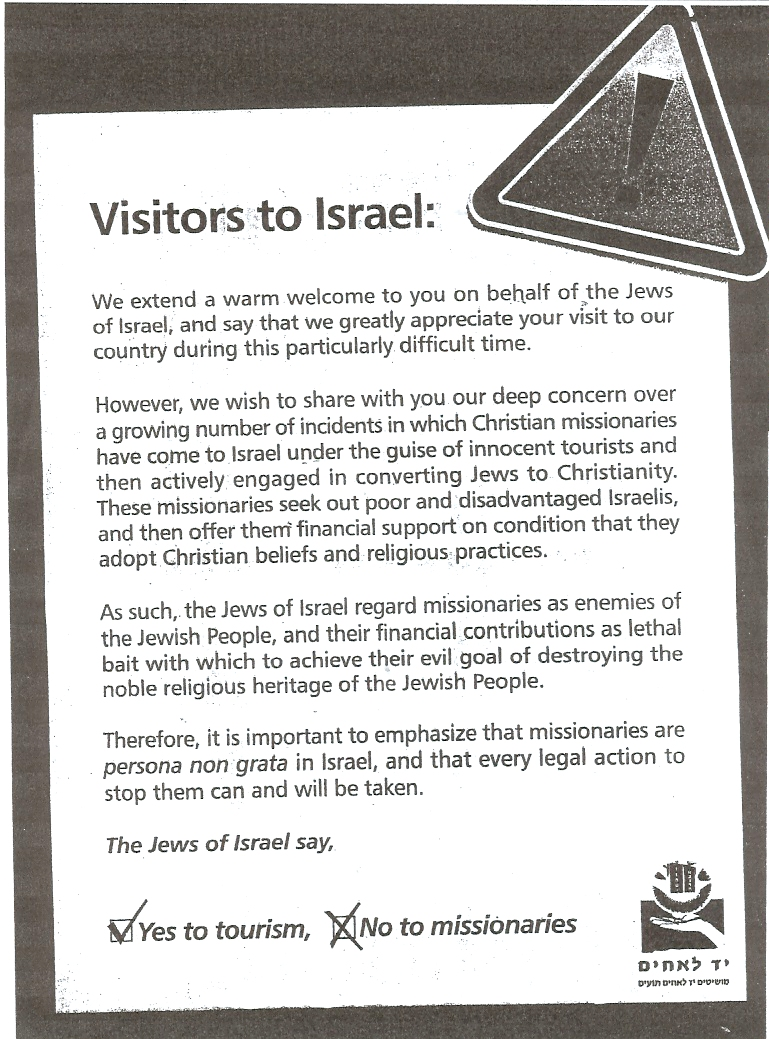 Visitors to Israel:
We extend a warm welcome to you on behalf of the Jews
of Israel, and say that we greatly appreciate your visit to our
country during this particularly difficult time.
However, we wish to share with you our deep concern over
a growing number of incidents in which Christian missionaries
have come to Israel under the guise of innocent tourists and
then actively engaged in converting Jews to Christianity.
These missionaries seek out poor and disadvantaged Israelis,
and then offer them financial support on condition that they
adopt Christian beliefs and religious practices.
As such, the Jews of Israel regard missionaries as enemies of
the Jewish People, and their financial contributions as lethal
bait with which to achieve their evil goal of destroying the
noble religious heritage of the Jewish People.
Therefore, it is important to emphasize that missionaries are
persona non grata in Israel, and that every legal action to
stop them can and will be taken.
The Jews of Israel say,
Yes to tourism, No to missionaries
יד לאחים
מושיטים יד לאחים תועים